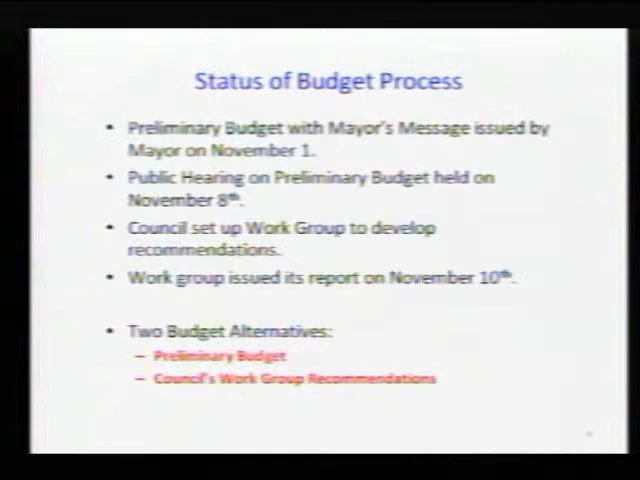 Status of Budget Process
• Preliminary Budget with Mayor's Message issued by
Mayor on November 1.
• Public Hearing on Preliminary Budget held on
November 8th.
• Council set up Work Group to develop
recommendations.
• Work group issued its report on November 10th.
• Two Budget Alternatives:
– Preliminary Budget
– Council's Work Group Recommendations